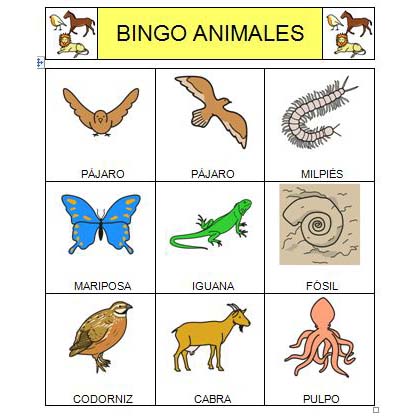 BINGO ANIMALES
PÁJARO PÁJARO MILPIÉS
MARIPOSA IGUANA FÓSIL
CODORNIZ CABRA PULPO